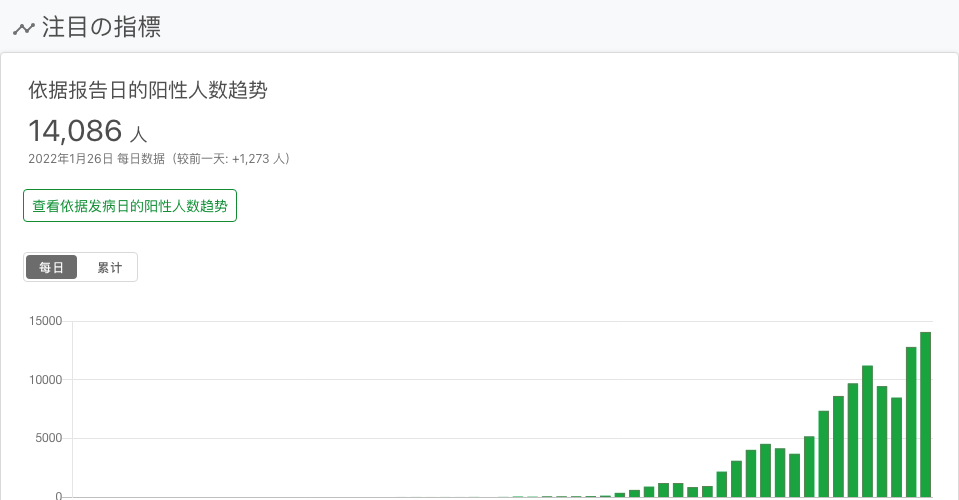 注目の指標
依据报告日的阳性人数趋势
14,086 人
2022年1月26日 每日数据（较前一天: +1,273 人）
查看依据发病日的阳性人数趋势
每日 累计
15000
10000
5000
0